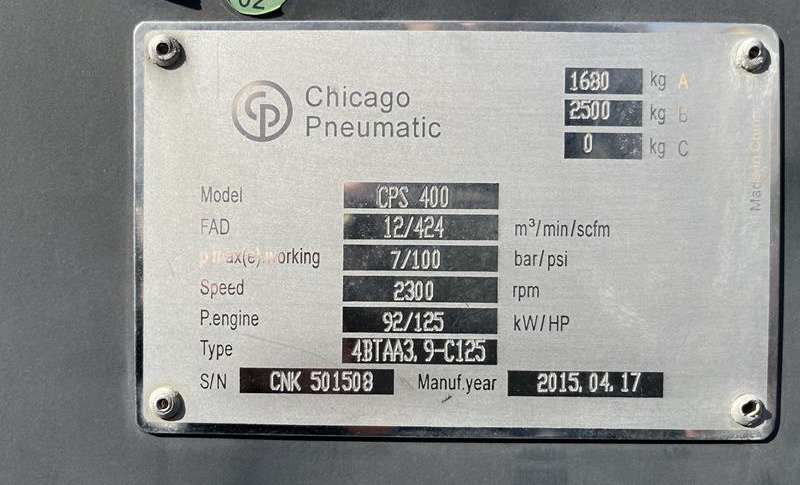 02
CP
Chicago
Pneumatic
1680 kg A
2500 kg B
0 kg C
Made in China
Model CPS 400
FAD 12/424 m³/min/scfm
p max(e).working 7/100 bar/psi
Speed 2300 rpm
P.engine 92/125 kW/HP
Type 4BTAA3.9-C125
S/N CNK 501508 Manuf.year 2015.04.17